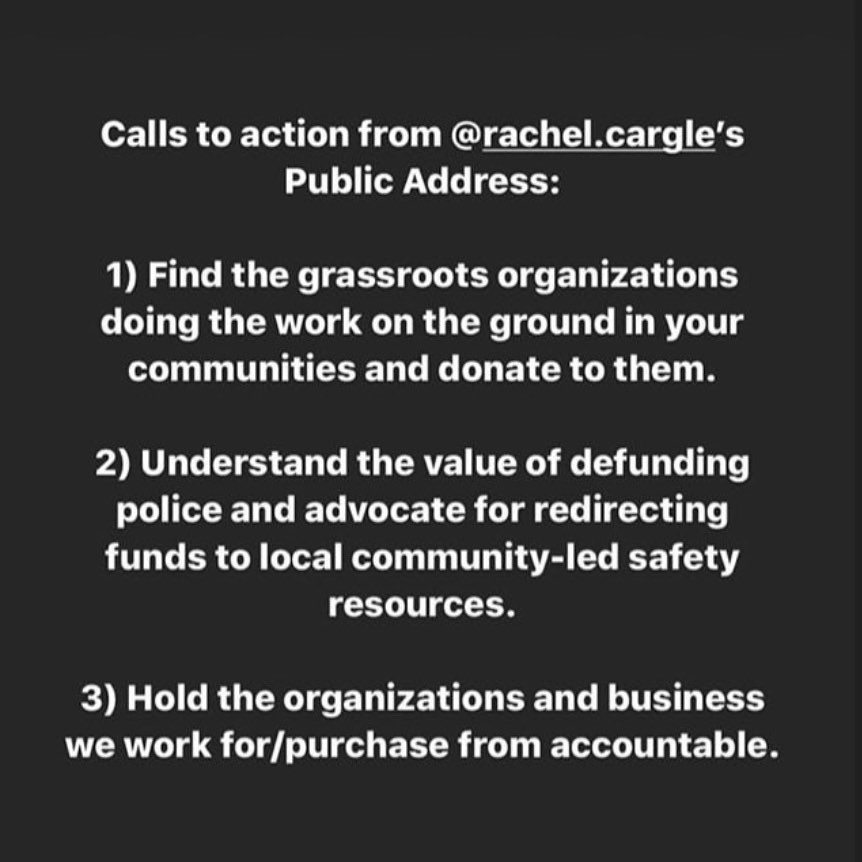 Calls to action from @rachel.cargle's
Public Address:
1) Find the grassroots organizations
doing the work on the ground in your
communities and donate to them.
2) Understand the value of defunding
police and advocate for redirecting
funds to local community-led safety
resources.
3) Hold the organizations and business
we work for/purchase from accountable.